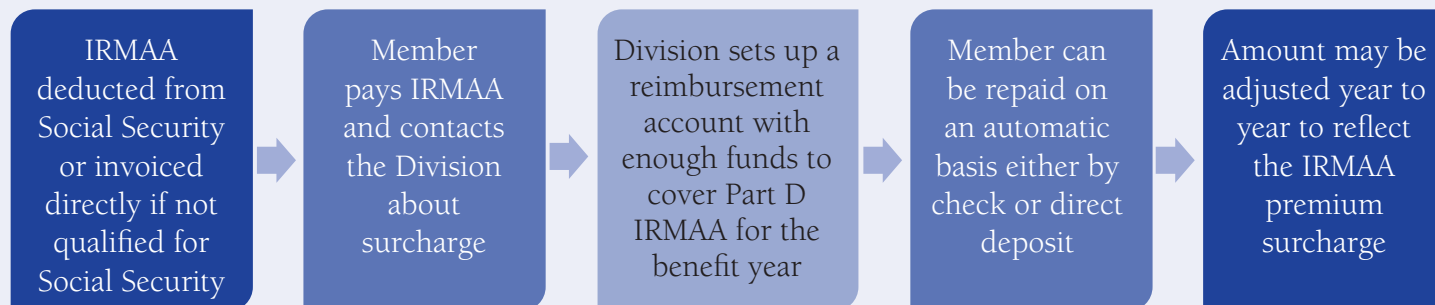 IRMAA
deducted from
Social Security
or invoiced
directly if not
qualified for
Social Security
Member
pays IRMAA
and contacts
the Division
about
surcharge
Division sets up a
reimbursement
account with
enough funds to
cover Part D
IRMAA for the
benefit year
Member can
be repaid on
an automatic
basis either by
check or direct
deposit
Amount may be
adjusted year to
year to reflect
the IRMAA
premium
surcharge